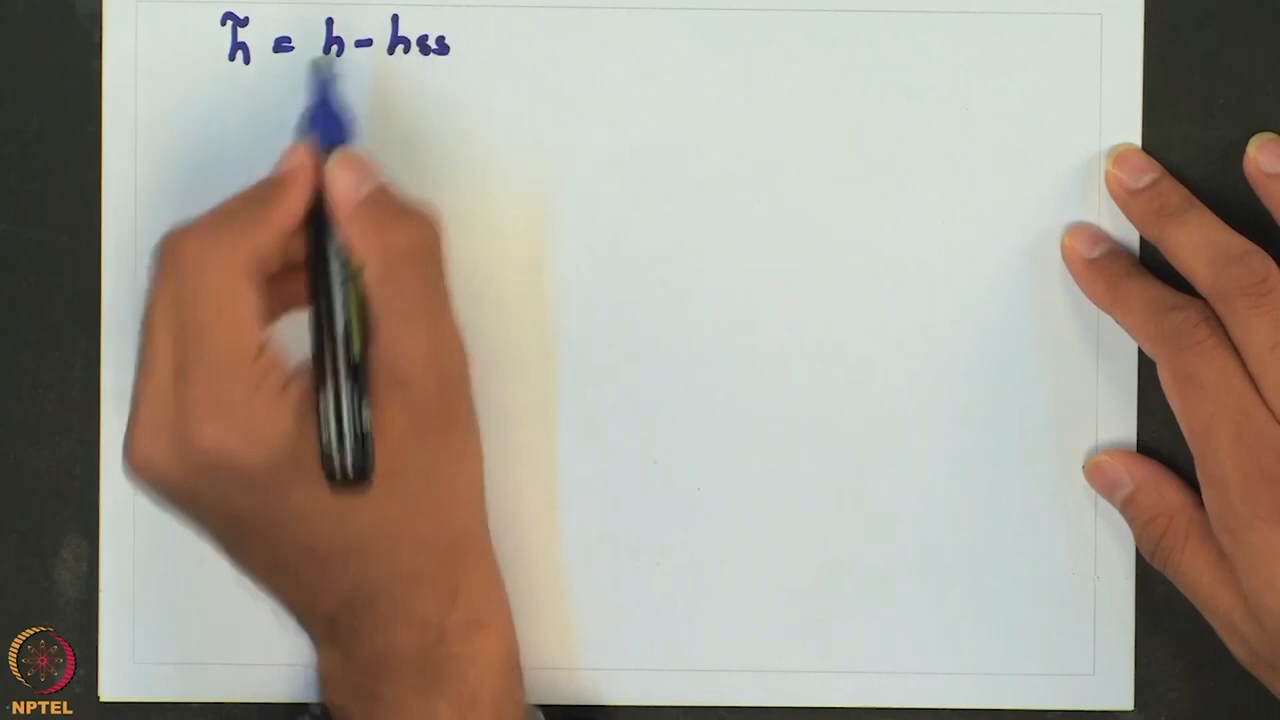 h̃ = h - hss
NPTEL